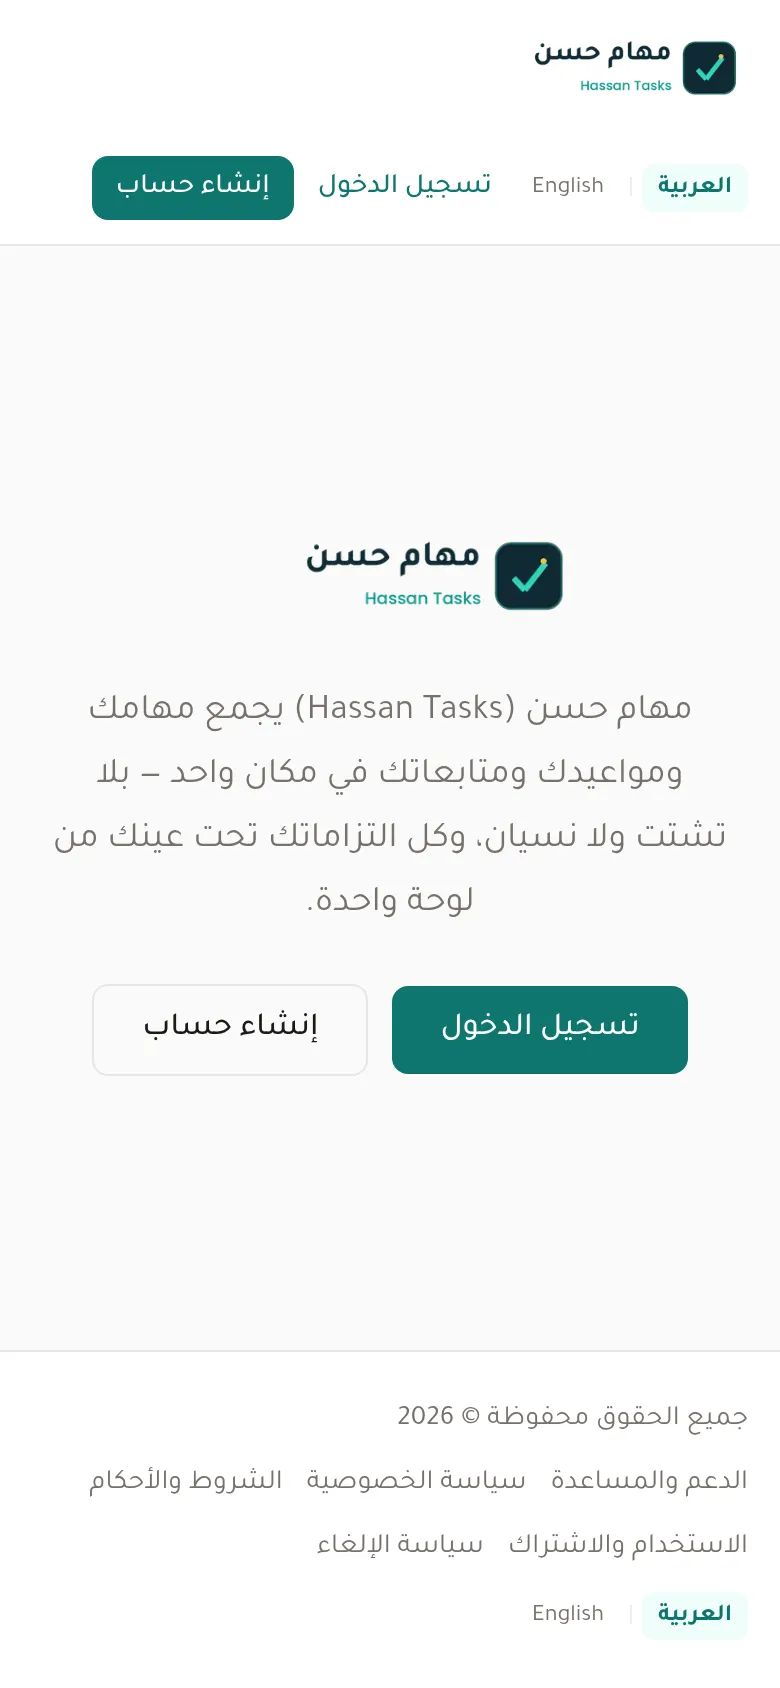 مهام حسن
Hassan Tasks
العربية | English تسجيل الدخول إنشاء حساب
مهام حسن
Hassan Tasks
مهام حسن (Hassan Tasks) يجمع مهامك
ومواعيدك ومتابعاتك في مكان واحد – بلا
تشتت ولا نسيان، وكل التزاماتك تحت عينك من
لوحة واحدة.
تسجيل الدخول إنشاء حساب
جميع الحقوق محفوظة © 2026
الدعم والمساعدة سياسة الخصوصية الشروط والأحكام
الاستخدام والاشتراك سياسة الإلغاء
العربية | English